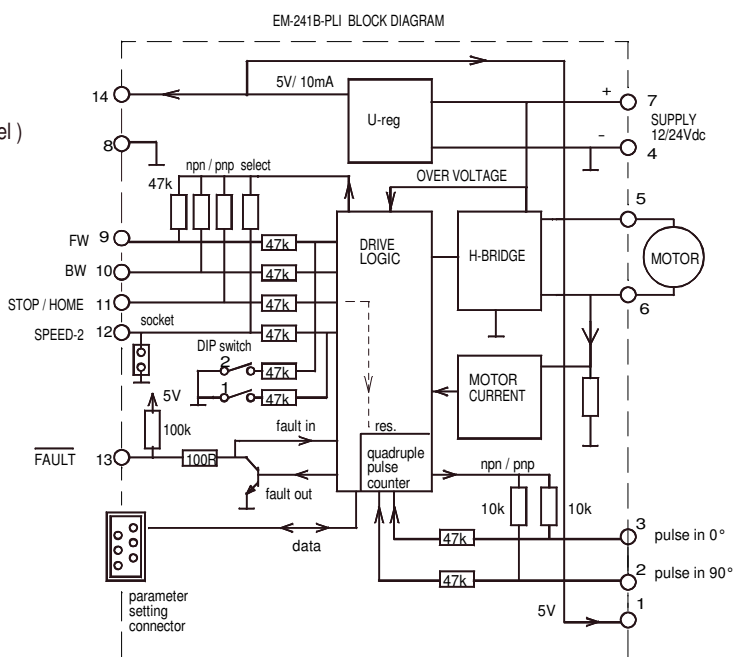 EM-241B-PLI BLOCK DIAGRAM
14
5V/ 10mA
U-reg
+
7
SUPPLY
12/24Vdc
-
4
el )
8
npn / pnp select
47k
OVER VOLTAGE
5
FW 9
47k
DRIVE
LOGIC
H-BRIDGE
MOTOR
BW 10
47k
STOP / HOME 11
47k
6
SPEED-2 12
socket
47k
DIP switch
2
47k
1
47k
MOTOR
CURRENT
5V
100k
fault in
res.
FAULT 13
100R
quadruple
pulse
counter
npn / pnp
fault out
10k
10k
data
47k
3 pulse in 0°
47k
2 pulse in 90°
5V
1
parameter
setting
connector